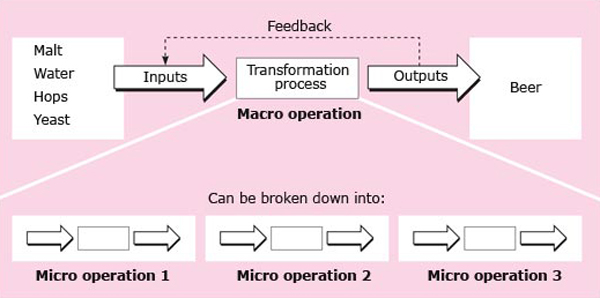 Feedback
Malt
Water
Hops
Yeast
Inputs
Transformation
process
Outputs
Beer
Macro operation
Can be broken down into:
Micro operation 1
Micro operation 2
Micro operation 3